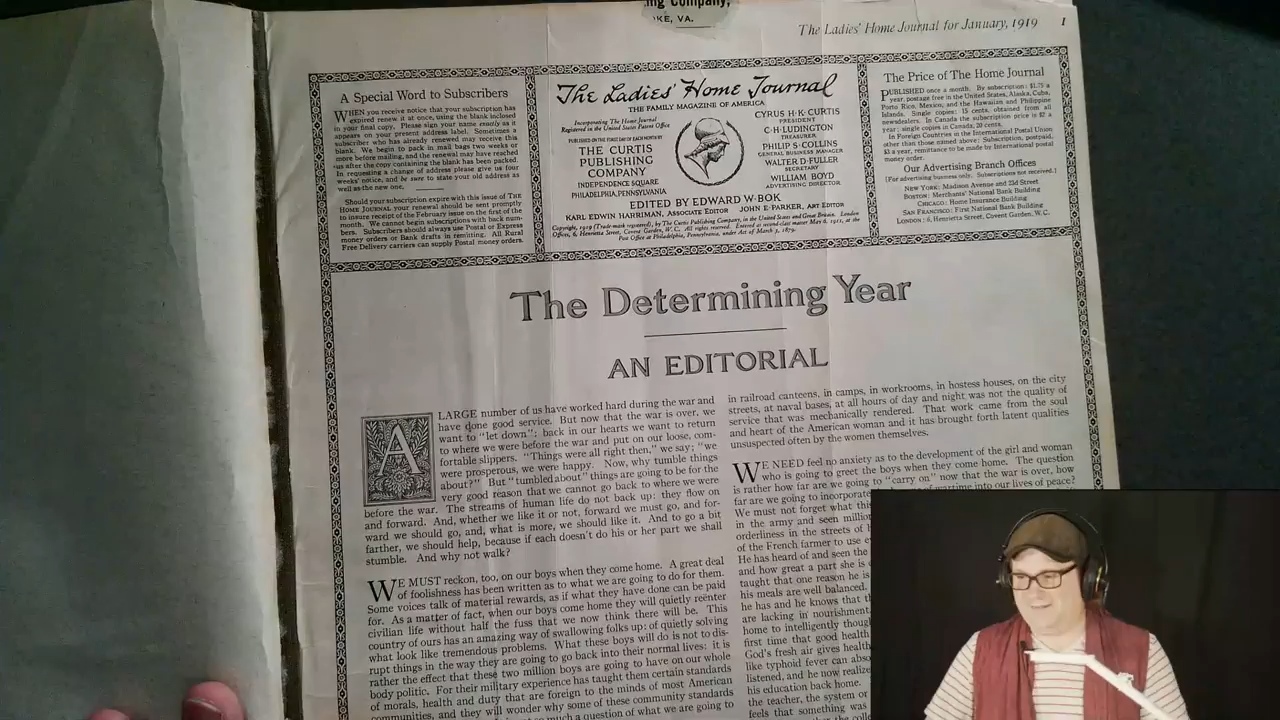 ng Company,
KE, VA.
The Ladies' Home Journal for January, 1919 1
A Special Word to Subscribers
WHEN you receive notice that your subscription has
expired renew it at once, using the blank inclosed
in your final copy. Please sign your name exactly as it
appears on your present address label. Sometimes a
subscriber who has already renewed may receive this
blank. We begin to pack in mail bags two weeks or
more before mailing, and the renewal may have reached
us after the copy containing the blank has been packed.
In requesting a change of address please give us four
weeks' notice, and be sure to state your old address as
well as the new one.
Should your subscription expire with this issue of THE
HOME JOURNAL your renewal should be sent promptly
to insure receipt of the February issue on the first of the
month. We cannot begin subscriptions with back num-
bers. Subscribers should always use Postal or Express
money orders or Bank drafts in remitting. All Rural
Free Delivery carriers can supply Postal money orders.
The Ladies' Home Journal
THE FAMILY MAGAZINE OF AMERICA
Incorporating The Home Journal
Registered in the United States Patent Office
PUBLISHED ON THE FIRST DAY OF EACH MONTH BY
THE CURTIS
PUBLISHING
COMPANY
INDEPENDENCE SQUARE
PHILADELPHIA, PENNSYLVANIA
CYRUS H·K·CURTIS
PRESIDENT
C·H·LUDINGTON
TREASURER
PHILIP S·COLLINS
GENERAL BUSINESS MANAGER
WALTER D·FULLER
SECRETARY
WILLIAM BOYD
ADVERTISING DIRECTOR
EDITED BY EDWARD W·BOK
KARL EDWIN HARRIMAN, ASSOCIATE EDITOR JOHN E·PARKER, ART EDITOR
Copyright, 1919 (Trade-mark registered), by The Curtis Publishing Company, in the United States and Great Britain. London
Offices, 6, Henrietta Street, Covent Garden, W.C. All rights reserved. Entered as second-class matter May 6, 1911, at the
Post Office at Philadelphia, Pennsylvania, under Act of March 3, 1879.
The Price of The Home Journal
PUBLISHED once a month. By subscription: $1.75 a
year, postage free in the United States, Alaska, Cuba,
Porto Rico, Mexico, and the Hawaiian and Philippine
Islands. Single copies: 15 cents, obtained from all
newsdealers. In Canada the subscription price is $2 a
year; single copies in Canada, 20 cents.
In Foreign Countries in the International Postal Union
other than those named above: Subscription, postpaid,
$3 a year, remittance to be made by International postal
money order.
Our Advertising Branch Offices
(For advertising business only. Subscriptions not received.)
NEW YORK: Madison Avenue and 23d Street
BOSTON: Merchants' National Bank Building
CHICAGO: Home Insurance Building
SAN FRANCISCO: First National Bank Building
LONDON: 6, Henrietta Street, Covent Garden, W. C.
The Determining Year
AN EDITORIAL
A LARGE number of us have worked hard during the war and
have done good service. But now that the war is over, we
want to "let down"; back in our hearts we want to return
to where we were before the war and put on our loose, com-
fortable slippers. "Things were all right then," we say; "we
were prosperous, we were happy. Now, why tumble things
about?" But "tumbled about" things are going to be for the
very good reason that we cannot go back to where we were
before the war. The streams of human life do not back up: they flow on
and forward. And, whether we like it or not, forward we must go, and for-
ward we should go, and, what is more, we should like it. And to go a bit
farther, we should help, because if each doesn't do his or her part we shall
stumble. And why not walk?
WE MUST reckon, too, on our boys when they come home. A great deal
of foolishness has been written as to what we are going to do for them.
Some voices talk of material rewards, as if what they have done can be paid
for. As a matter of fact, when our boys come home they will quietly reënter
civilian life without half the fuss that we now think there will be. This
country of ours has an amazing way of swallowing folks up: of quietly solving
what look like tremendous problems. What these boys will do is not to dis-
rupt things in the way they are going to go back into their normal lives: it is
rather the effect that these two million boys are going to have on our whole
body politic. For their military experience has taught them certain standards
of morals, health and duty that are foreign to the minds of most American
communities, and they will wonder why some of these community standards
so much a question of what we are going to
in railroad canteens, in camps, in workrooms, in hostess houses, on the city
streets, at naval bases, at all hours of day and night was not the quality of
service that was mechanically rendered. That work came from the soul
and heart of the American woman and it has brought forth latent qualities
unsuspected often by the women themselves.
WE NEED feel no anxiety as to the development of the girl and woman
who is going to greet the boys when they come home. The question
is rather how far are we going to "carry on" now that the war is over, how
far are we going to incorporate of wartime into our lives of peace?
We must not forget what thi
in the army and seen million
orderliness in the streets of
of the French farmer to use e
He has heard of and seen the
and how great a part she is
taught that one reason he is
his meals are well balanced.
he has and he knows that t
are lacking in nourishment
home to intelligently thoug
first time that good health
God's fresh air gives health
like typhoid fever can abso
listened, and he now realize
his education back home.
the teacher, the system or
feels that something was